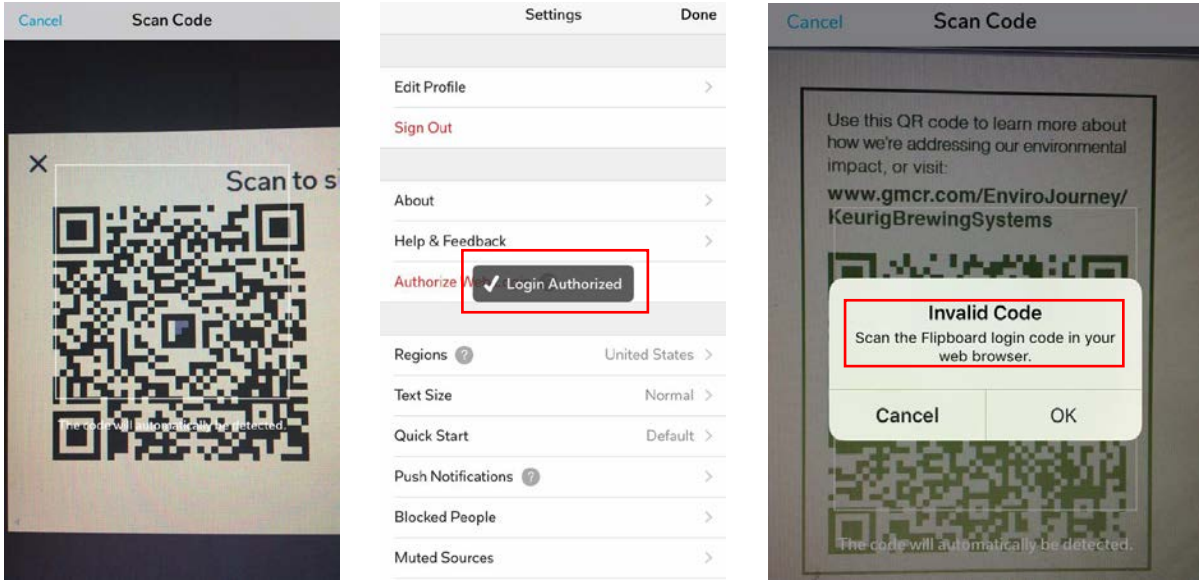 Cancel Scan Code
Scan to s
The code will automatically be detected.
Settings Done
Edit Profile
Sign Out
About
Help & Feedback
Authorize Web
Login Authorized
Regions ? United States
Text Size Normal
Quick Start Default
Push Notifications ?
Blocked People
Muted Sources
Cancel Scan Code
Use this QR code to learn more about
how we're addressing our environmental
impact, or visit:
www.gmcr.com/EnviroJourney/
KeurigBrewingSystems
Invalid Code
Scan the Flipboard login code in your
web browser.
Cancel OK
The code will automatically be detected.